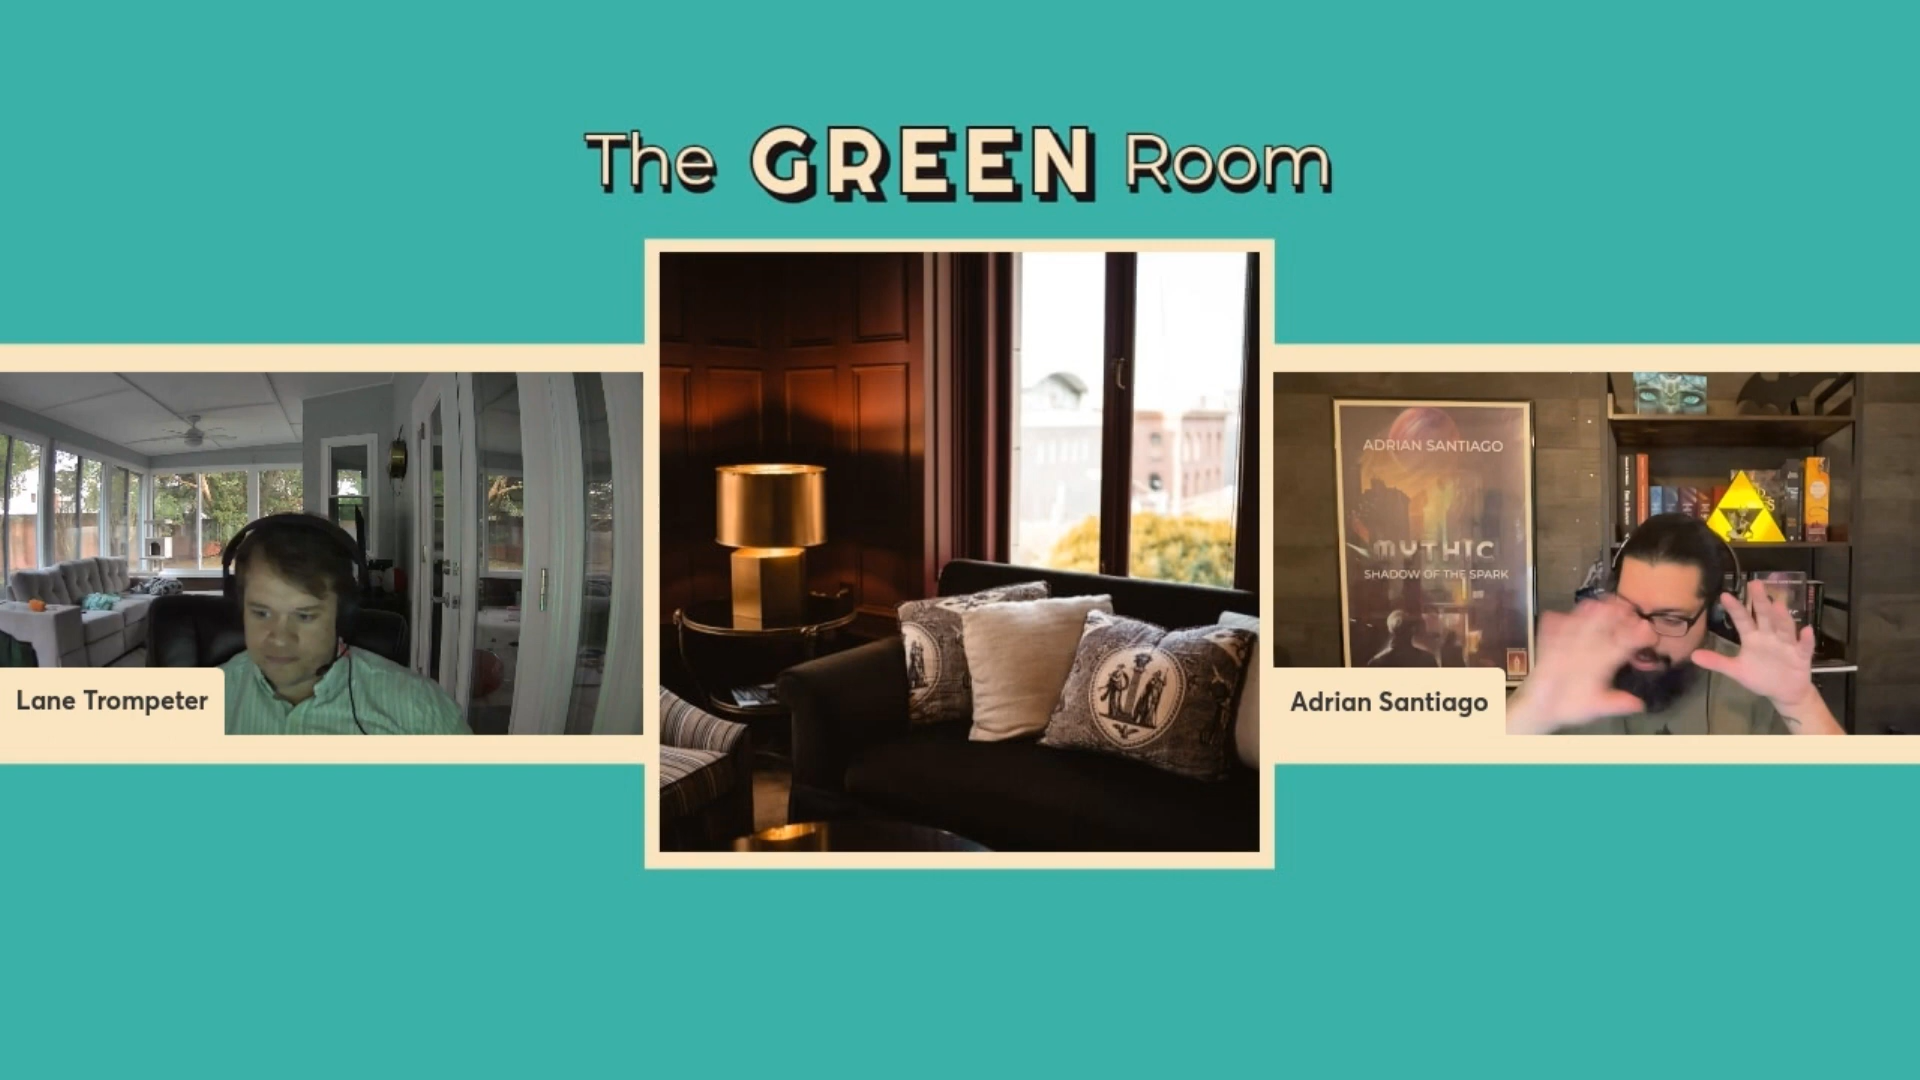 The GREEN Room
Lane Trompeter
ADRIAN SANTIAGO
MYTHIC
SHADOW OF THE SPARK
Adrian Santiago